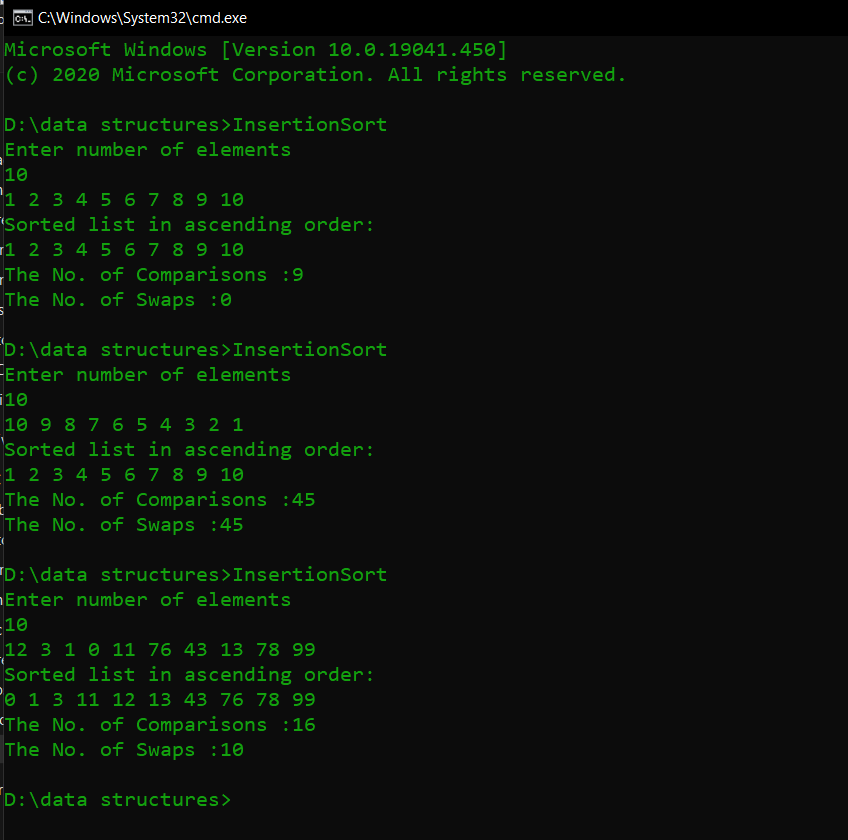 C:\Windows\System32\cmd.exe
Microsoft Windows [Version 10.0.19041.450]
(c) 2020 Microsoft Corporation. All rights reserved.
D:\data structures>InsertionSort
Enter number of elements
10
1 2 3 4 5 6 7 8 9 10
Sorted list in ascending order:
1 2 3 4 5 6 7 8 9 10
The No. of Comparisons :9
The No. of Swaps :0
D:\data structures>InsertionSort
Enter number of elements
10
10 9 8 7 6 5 4 3 2 1
Sorted list in ascending order:
1 2 3 4 5 6 7 8 9 10
The No. of Comparisons :45
The No. of Swaps :45
D:\data structures>InsertionSort
Enter number of elements
10
12 3 1 0 11 76 43 13 78 99
Sorted list in ascending order:
0 1 3 11 12 13 43 76 78 99
The No. of Comparisons :16
The No. of Swaps :10
D:\data structures>